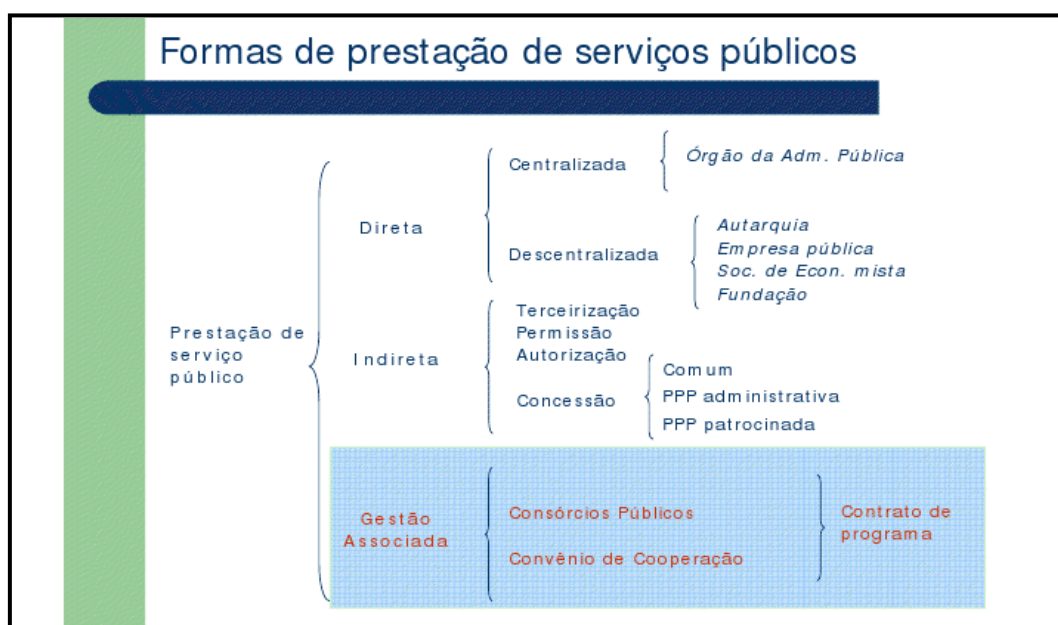 Formas de prestação de serviços públicos
Centralizada
Órgão da Adm. Pública
Direta
Descentralizada
Autarquia
Empresa pública
Soc. de Econ. mista
Fundação
Prestação de
serviço
público
Indireta
Terceirização
Permissão
Autorização
Concessão
Comum
PPP administrativa
PPP patrocinada
Gestão
Associada
Consórcios Públicos
Convênio de Cooperação
Contrato de
programa